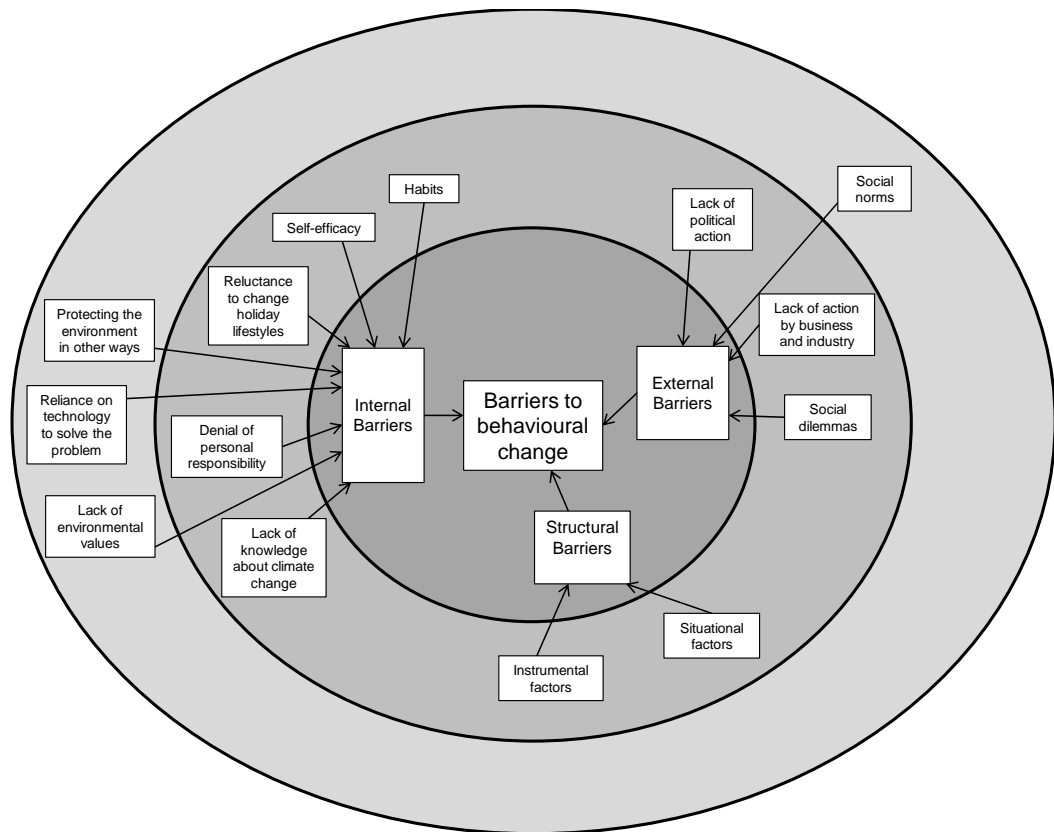 Habits
Self-efficacy
Reluctance
to change
holiday
lifestyles
Protecting the
environment
in other ways
Reliance on
technology
to solve the
problem
Denial of
personal
responsibility
Lack of
environmental
values
Lack of
knowledge
about climate
change
Internal
Barriers
Barriers to
behavioural
change
External
Barriers
Lack of
political
action
Social
norms
Lack of action
by business
and industry
Social
dilemmas
Structural
Barriers
Situational
factors
Instrumental
factors